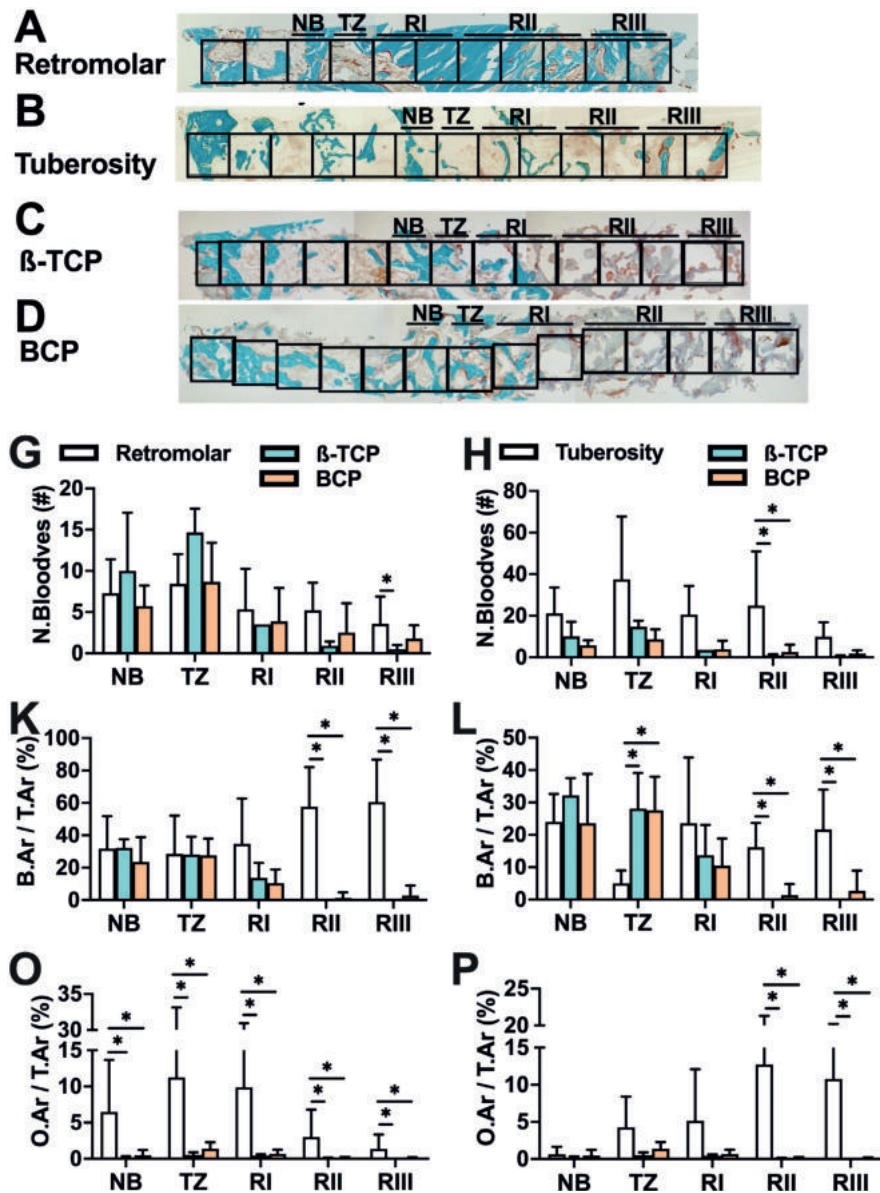 A
Retromolar
NB TZ RI RII RIII
B
Tuberosity
NB TZ RI RII RIII
C
ß-TCP
NB TZ RI RII RIII
D
BCP
NB TZ RI RII RIII
G
Retromolar ß-TCP
BCP
N.Bloodves (#)
20
15
10
5
0
*
NB TZ RI RII RIII
H
Tuberosity ß-TCP
BCP
N.Bloodves (#)
80
60
40
20
0
*
*
NB TZ RI RII RIII
K
B.Ar / T.Ar (%)
100
80
60
40
20
0
* *
* *
NB TZ RI RII RIII
L
B.Ar / T.Ar (%)
50
40
30
20
10
0
* * *
* * *
NB TZ RI RII RIII
O
O.Ar / T.Ar (%)
35
30
15
10
5
0
* * * * *
* * * * *
NB TZ RI RII RIII
P
O.Ar / T.Ar (%)
25
20
15
10
5
0
* *
* *
NB TZ RI RII RIII